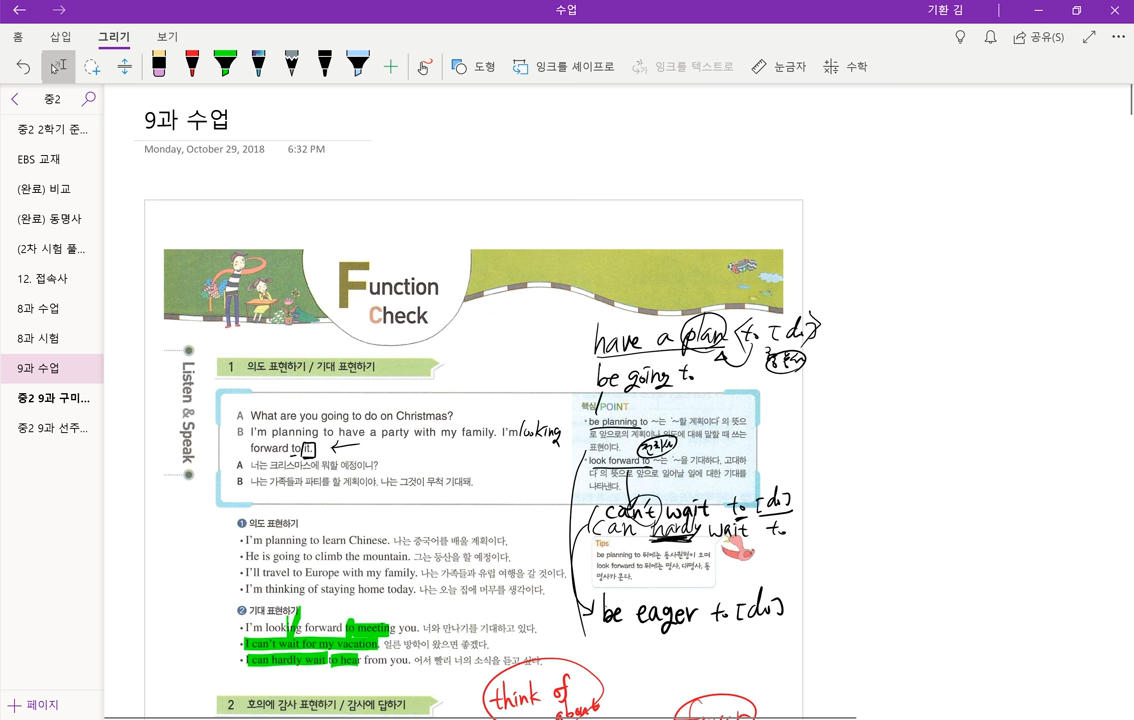 수업
기환 김
홈 삽입 그리기 보기
공유(S)
도형 잉크를 셰이프로 잉크를 텍스트로 눈금자 수학
중2
중2 2학기 준...
EBS 교재
(완료) 비교
(완료) 동명사
(2차 시험 풀...
12. 접속사
8과 수업
8과 시험
9과 수업
중2 9과 구미...
중2 9과 선주...
페이지
9과 수업
Monday, October 29, 2018 6:32 PM
Function
Check
have a plan <to [do]>
be going to
Listen & Speak
1 의도 표현하기 / 기대 표현하기
A What are you going to do on Christmas?
B I'm planning to have a party with my family. I'm looking
forward to it.
A 너는 크리스마스에 뭐할 예정이니?
B 나는 가족들과 파티를 할 계획이야. 나는 그것이 무척 기대돼.
핵심 POINT
• be planning to ~는 '~할 계획이다'의 뜻으
로 앞으로의 계획이나 의도에 대해 말할 때 쓰는
표현이다.
전치사
• look forward to ~는 '~을 기대하다, 고대하
다'의 뜻으로 앞으로 일어날 일에 대한 기대를
나타낸다.
can't wait to [do]
can hardly wait to
Tips
be planning to 뒤에는 동사원형이 오며
look forward to 뒤에는 명사, 대명사, 동
명사가 온다.
be eager to [do]
1 의도 표현하기
• I'm planning to learn Chinese. 나는 중국어를 배울 계획이다.
• He is going to climb the mountain. 그는 등산을 할 예정이다.
• I'll travel to Europe with my family. 나는 가족들과 유럽 여행을 갈 것이다.
• I'm thinking of staying home today. 나는 오늘 집에 머무를 생각이다.
2 기대 표현하기
• I'm looking forward to meeting you. 너와 만나기를 기대하고 있다.
• I can't wait for my vacation. 얼른 방학이 왔으면 좋겠다.
• I can hardly wait to hear from you. 어서 빨리 너의 소식을 듣고 싶다.
2 호의에 감사 표현하기 / 감사에 답하기
think of
about